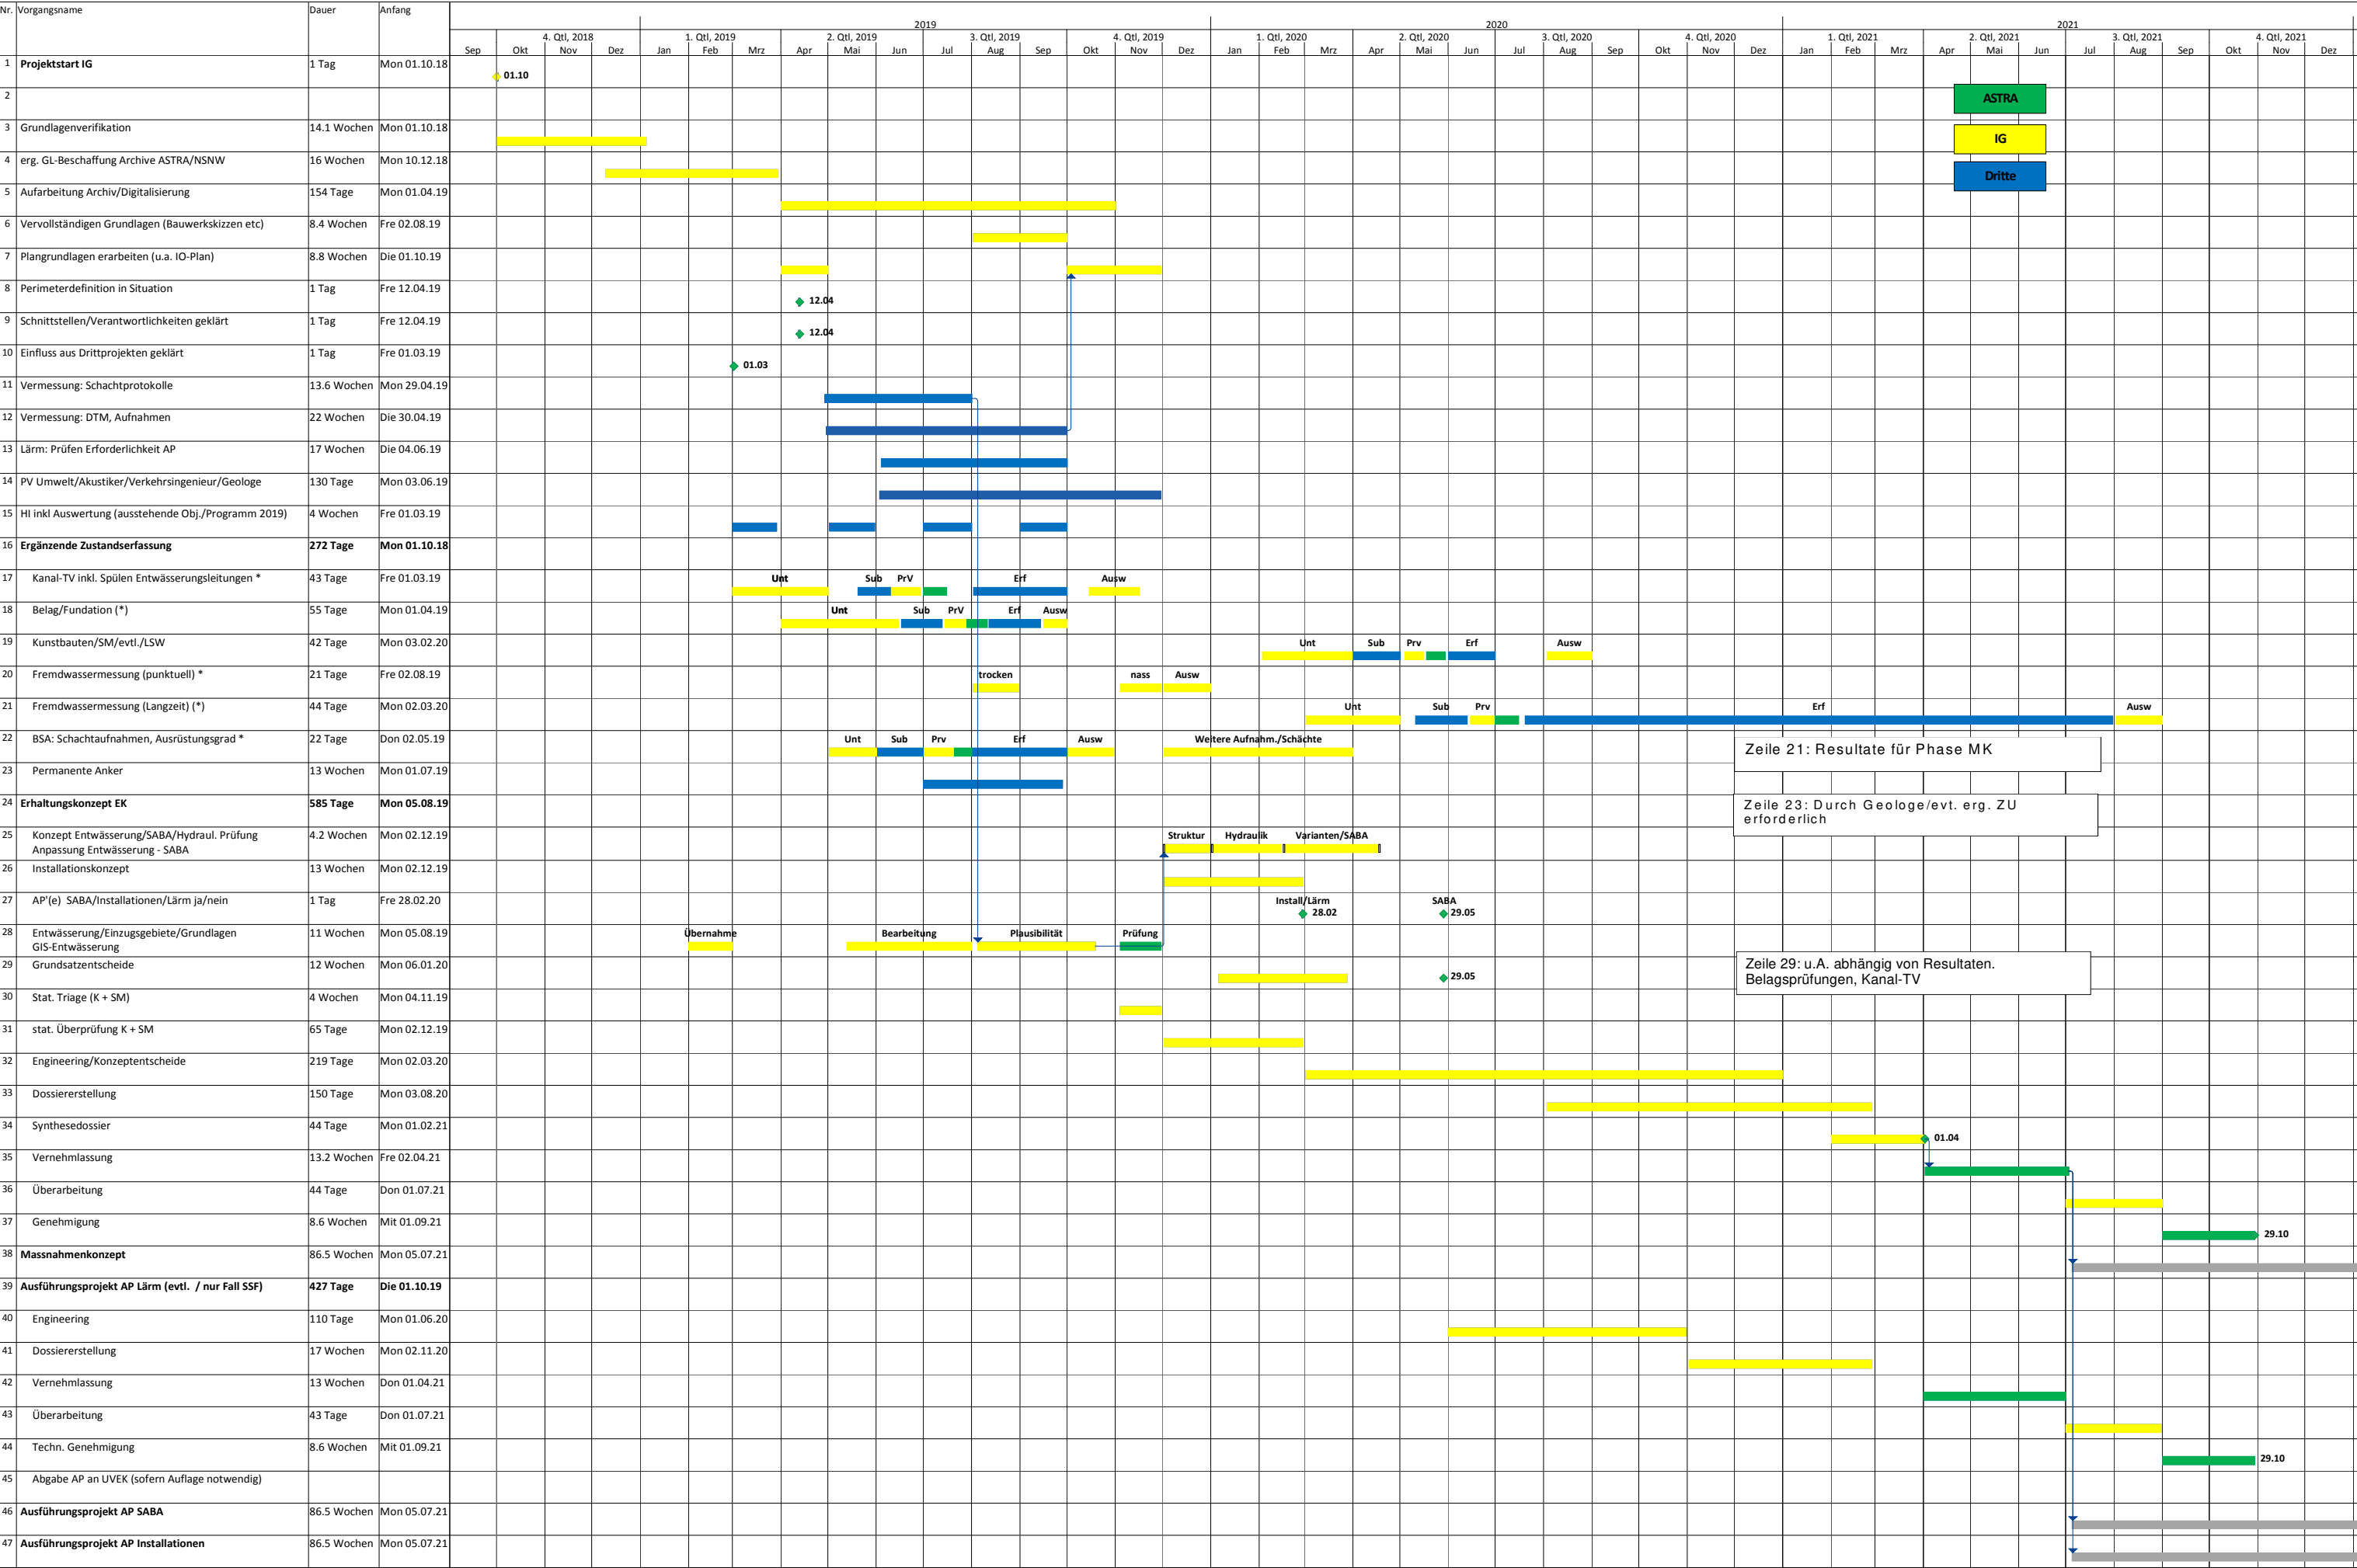 Nr. Vorgangsname Dauer Anfang
2019 2020 2021
4. Qtl, 2018 1. Qtl, 2019 2. Qtl, 2019 3. Qtl, 2019 4. Qtl, 2019 1. Qtl, 2020 2. Qtl, 2020 3. Qtl, 2020 4. Qtl, 2020 1. Qtl, 2021 2. Qtl, 2021 3. Qtl, 2021 4. Qtl, 2021
Sep Okt Nov Dez Jan Feb Mrz Apr Mai Jun Jul Aug Sep Okt Nov Dez Jan Feb Mrz Apr Mai Jun Jul Aug Sep Okt Nov Dez Jan Feb Mrz Apr Mai Jun Jul Aug Sep Okt Nov Dez
1 Projektstart IG 1 Tag Mon 01.10.18
01.10
2
ASTRA
3 Grundlagenverifikation 14.1 Wochen Mon 01.10.18
IG
4 erg. GL-Beschaffung Archive ASTRA/NSNW 16 Wochen Mon 10.12.18
Dritte
5 Aufarbeitung Archiv/Digitalisierung 154 Tage Mon 01.04.19
6 Vervollständigen Grundlagen (Bauwerkskizzen etc) 8.4 Wochen Fre 02.08.19
7 Plangrundlagen erarbeiten (u.a. IO-Plan) 8.8 Wochen Die 01.10.19
8 Perimeterdefinition in Situation 1 Tag Fre 12.04.19
12.04
9 Schnittstellen/Verantwortlichkeiten geklärt 1 Tag Fre 12.04.19
12.04
10 Einfluss aus Drittprojekten geklärt 1 Tag Fre 01.03.19
01.03
11 Vermessung: Schachtprotokolle 13.6 Wochen Mon 29.04.19
12 Vermessung: DTM, Aufnahmen 22 Wochen Die 30.04.19
13 Lärm: Prüfen Erforderlichkeit AP 17 Wochen Die 04.06.19
14 PV Umwelt/Akustiker/Verkehrsingenieur/Geologe 130 Tage Mon 03.06.19
15 HI inkl Auswertung (ausstehende Obj./Programm 2019) 4 Wochen Fre 01.03.19
16 Ergänzende Zustandserfassung 272 Tage Mon 01.10.18
17 Kanal-TV inkl. Spülen Entwässerungsleitungen * 43 Tage Fre 01.03.19
Unt Sub PrV Erf Ausw
18 Belag/Fundation (*) 55 Tage Mon 01.04.19
Unt Sub PrV Erf Ausw
19 Kunstbauten/SM/evtl./LSW 42 Tage Mon 03.02.20
Unt Sub Prv Erf Ausw
20 Fremdwassermessung (punktuell) * 21 Tage Fre 02.08.19
trocken nass Ausw
21 Fremdwassermessung (Langzeit) (*) 44 Tage Mon 02.03.20
Unt Sub Prv Erf Ausw
22 BSA: Schachtaufnahmen, Ausrüstungsgrad * 22 Tage Don 02.05.19
Unt Sub Prv Erf Ausw Weitere Aufnahm./Schächte
Zeile 21: Resultate für Phase MK
23 Permanente Anker 13 Wochen Mon 01.07.19
24 Erhaltungskonzept EK 585 Tage Mon 05.08.19
Zeile 23: Durch Geologe/evt. erg. ZU
erforderlich
25 Konzept Entwässerung/SABA/Hydraul. Prüfung 4.2 Wochen Mon 02.12.19
Anpassung Entwässerung - SABA
Struktur Hydraulik Varianten/SABA
26 Installationskonzept 13 Wochen Mon 02.12.19
27 AP'(e) SABA/Installationen/Lärm ja/nein 1 Tag Fre 28.02.20
Install/Lärm SABA
28.02 29.05
28 Entwässerung/Einzugsgebiete/Grundlagen 11 Wochen Mon 05.08.19
GIS-Entwässerung
Übernahme Bearbeitung Plausibilität Prüfung
29 Grundsatzentscheide 12 Wochen Mon 06.01.20
29.05
Zeile 29: u.A. abhängig von Resultaten.
Belagsprüfungen, Kanal-TV
30 Stat. Triage (K + SM) 4 Wochen Mon 04.11.19
31 stat. Überprüfung K + SM 65 Tage Mon 02.12.19
32 Engineering/Konzeptentscheide 219 Tage Mon 02.03.20
33 Dossiererstellung 150 Tage Mon 03.08.20
34 Synthesedossier 44 Tage Mon 01.02.21
01.04
35 Vernehmlassung 13.2 Wochen Fre 02.04.21
36 Überarbeitung 44 Tage Don 01.07.21
37 Genehmigung 8.6 Wochen Mit 01.09.21
29.10
38 Massnahmenkonzept 86.5 Wochen Mon 05.07.21
39 Ausführungsprojekt AP Lärm (evtl. / nur Fall SSF) 427 Tage Die 01.10.19
40 Engineering 110 Tage Mon 01.06.20
41 Dossiererstellung 17 Wochen Mon 02.11.20
42 Vernehmlassung 13 Wochen Don 01.04.21
43 Überarbeitung 43 Tage Don 01.07.21
44 Techn. Genehmigung 8.6 Wochen Mit 01.09.21
29.10
45 Abgabe AP an UVEK (sofern Auflage notwendig)
46 Ausführungsprojekt AP SABA 86.5 Wochen Mon 05.07.21
47 Ausführungsprojekt AP Installationen 86.5 Wochen Mon 05.07.21